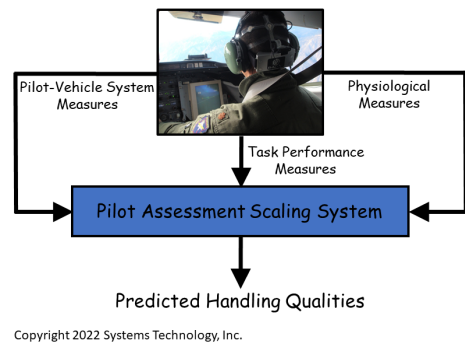 Pilot-Vehicle System
Measures
Physiological
Measures
Task Performance
Measures
Pilot Assessment Scaling System
Predicted Handling Qualities
Copyright 2022 Systems Technology, Inc.